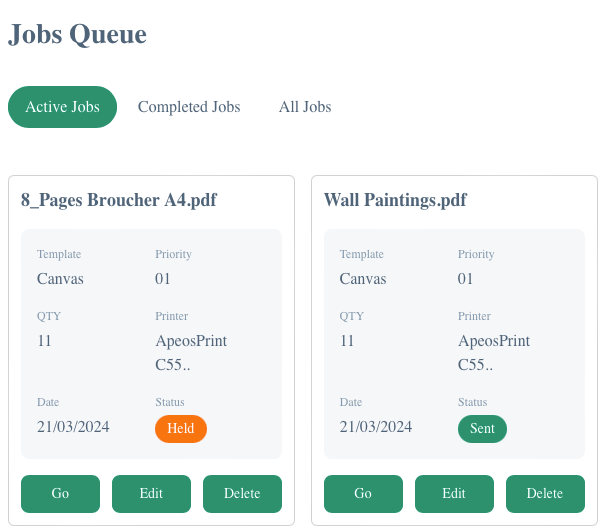 Jobs Queue
Active Jobs Completed Jobs All Jobs
8_Pages Broucher A4.pdf
Template Priority
Canvas 01
QTY Printer
11 ApeosPrint
C55..
Date Status
21/03/2024 Held
Go Edit Delete
Wall Paintings.pdf
Template Priority
Canvas 01
QTY Printer
11 ApeosPrint
C55..
Date Status
21/03/2024 Sent
Go Edit Delete